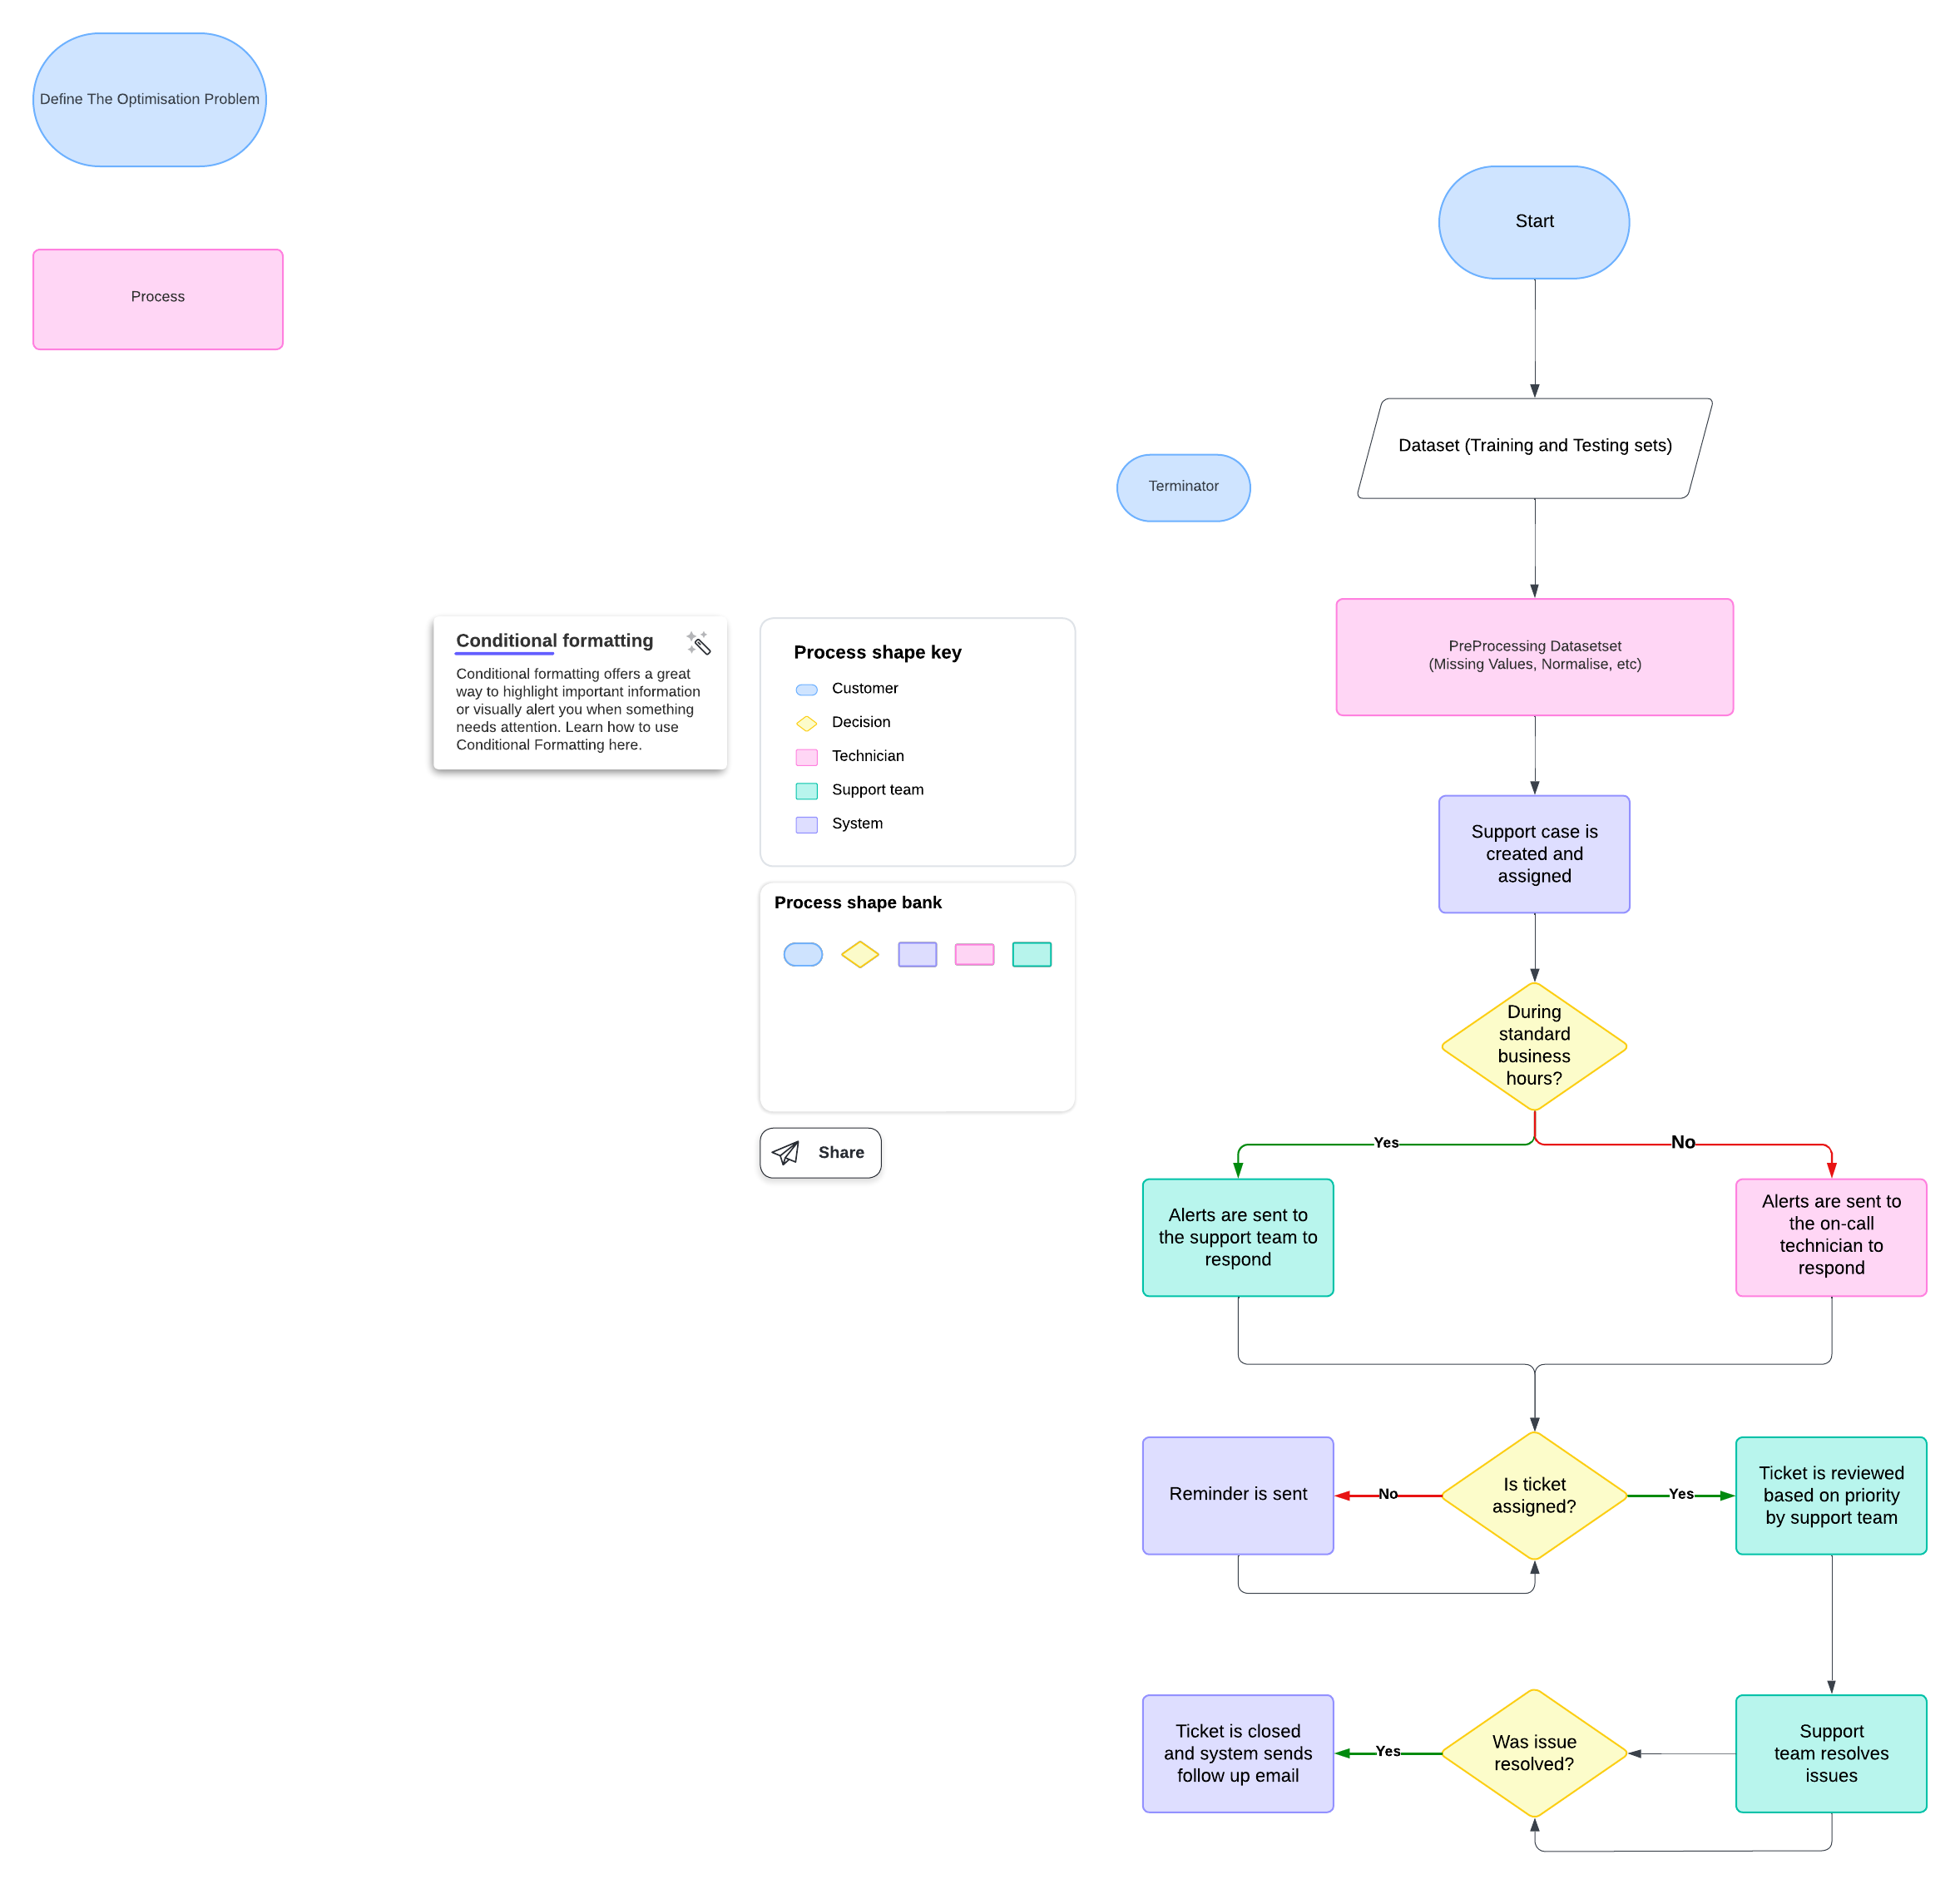 Define The Optimisation Problem
Process
Start
Dataset (Training and Testing sets)
Terminator
PreProcessing Datasetset
(Missing Values, Normalise, etc)
Conditional formatting
Conditional formatting offers a great
way to highlight important information
or visually alert you when something
needs attention. Learn how to use
Conditional Formatting here.
Process shape key
Customer
Decision
Technician
Support team
System
Process shape bank
Share
Support case is
created and
assigned
During
standard
business
hours?
Yes
No
Alerts are sent to
the support team to
respond
Alerts are sent to
the on-call
technician to
respond
Reminder is sent
No
Is ticket
assigned?
Yes
Ticket is reviewed
based on priority
by support team
Ticket is closed
and system sends
follow up email
Yes
Was issue
resolved?
Support
team resolves
issues